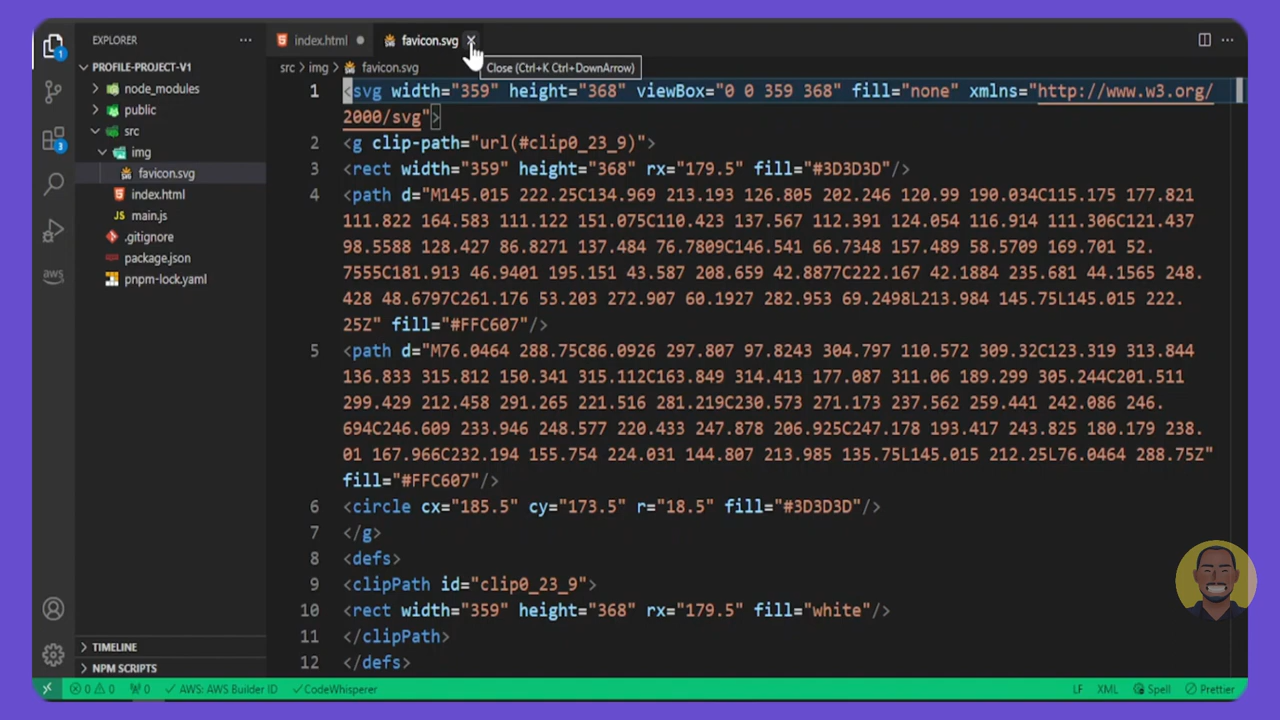 EXPLORER
PROFILE-PROJECT-V1
node_modules
public
src
img
favicon.svg
index.html
main.js
.gitignore
package.json
pnpm-lock.yaml
TIMELINE
NPM SCRIPTS
1
3
index.html
favicon.svg
Close (Ctrl+K Ctrl+DownArrow)
src > img > favicon.svg
1 <svg width="359" height="368" viewBox="0 0 359 368" fill="none" xmlns="http://www.w3.org/
2000/svg">
2 <g clip-path="url(#clip0_23_9)">
3 <rect width="359" height="368" rx="179.5" fill="#3D3D3D"/>
4 <path d="M145.015 222.25C134.969 213.193 126.805 202.246 120.99 190.034C115.175 177.821
111.822 164.583 111.122 151.075C110.423 137.567 112.391 124.054 116.914 111.306C121.437
98.5588 128.427 86.8271 137.484 76.7809C146.541 66.7348 157.489 58.5709 169.701 52.
7555C181.913 46.9401 195.151 43.587 208.659 42.8877C222.167 42.1884 235.681 44.1565 248.
428 48.6797C261.176 53.203 272.907 60.1927 282.953 69.2498L213.984 145.75L145.015 222.
25Z" fill="#FFC607"/>
5 <path d="M76.0464 288.75C86.0926 297.807 97.8243 304.797 110.572 309.32C123.319 313.844
136.833 315.812 150.341 315.112C163.849 314.413 177.087 311.06 189.299 305.244C201.511
299.429 212.458 291.265 221.516 281.219C230.573 271.173 237.562 259.441 242.086 246.
694C246.609 233.946 248.577 220.433 247.878 206.925C247.178 193.417 243.825 180.179 238.
01 167.966C232.194 155.754 224.031 144.807 213.985 135.75L145.015 212.25L76.0464 288.75Z"
fill="#FFC607"/>
6 <circle cx="185.5" cy="173.5" r="18.5" fill="#3D3D3D"/>
7 </g>
8 <defs>
9 <clipPath id="clip0_23_9">
10 <rect width="359" height="368" rx="179.5" fill="white"/>
11 </clipPath>
12 </defs>
aws
0 0 0 AWS: AWS Builder ID CodeWhisperer LF XML Spell Prettier